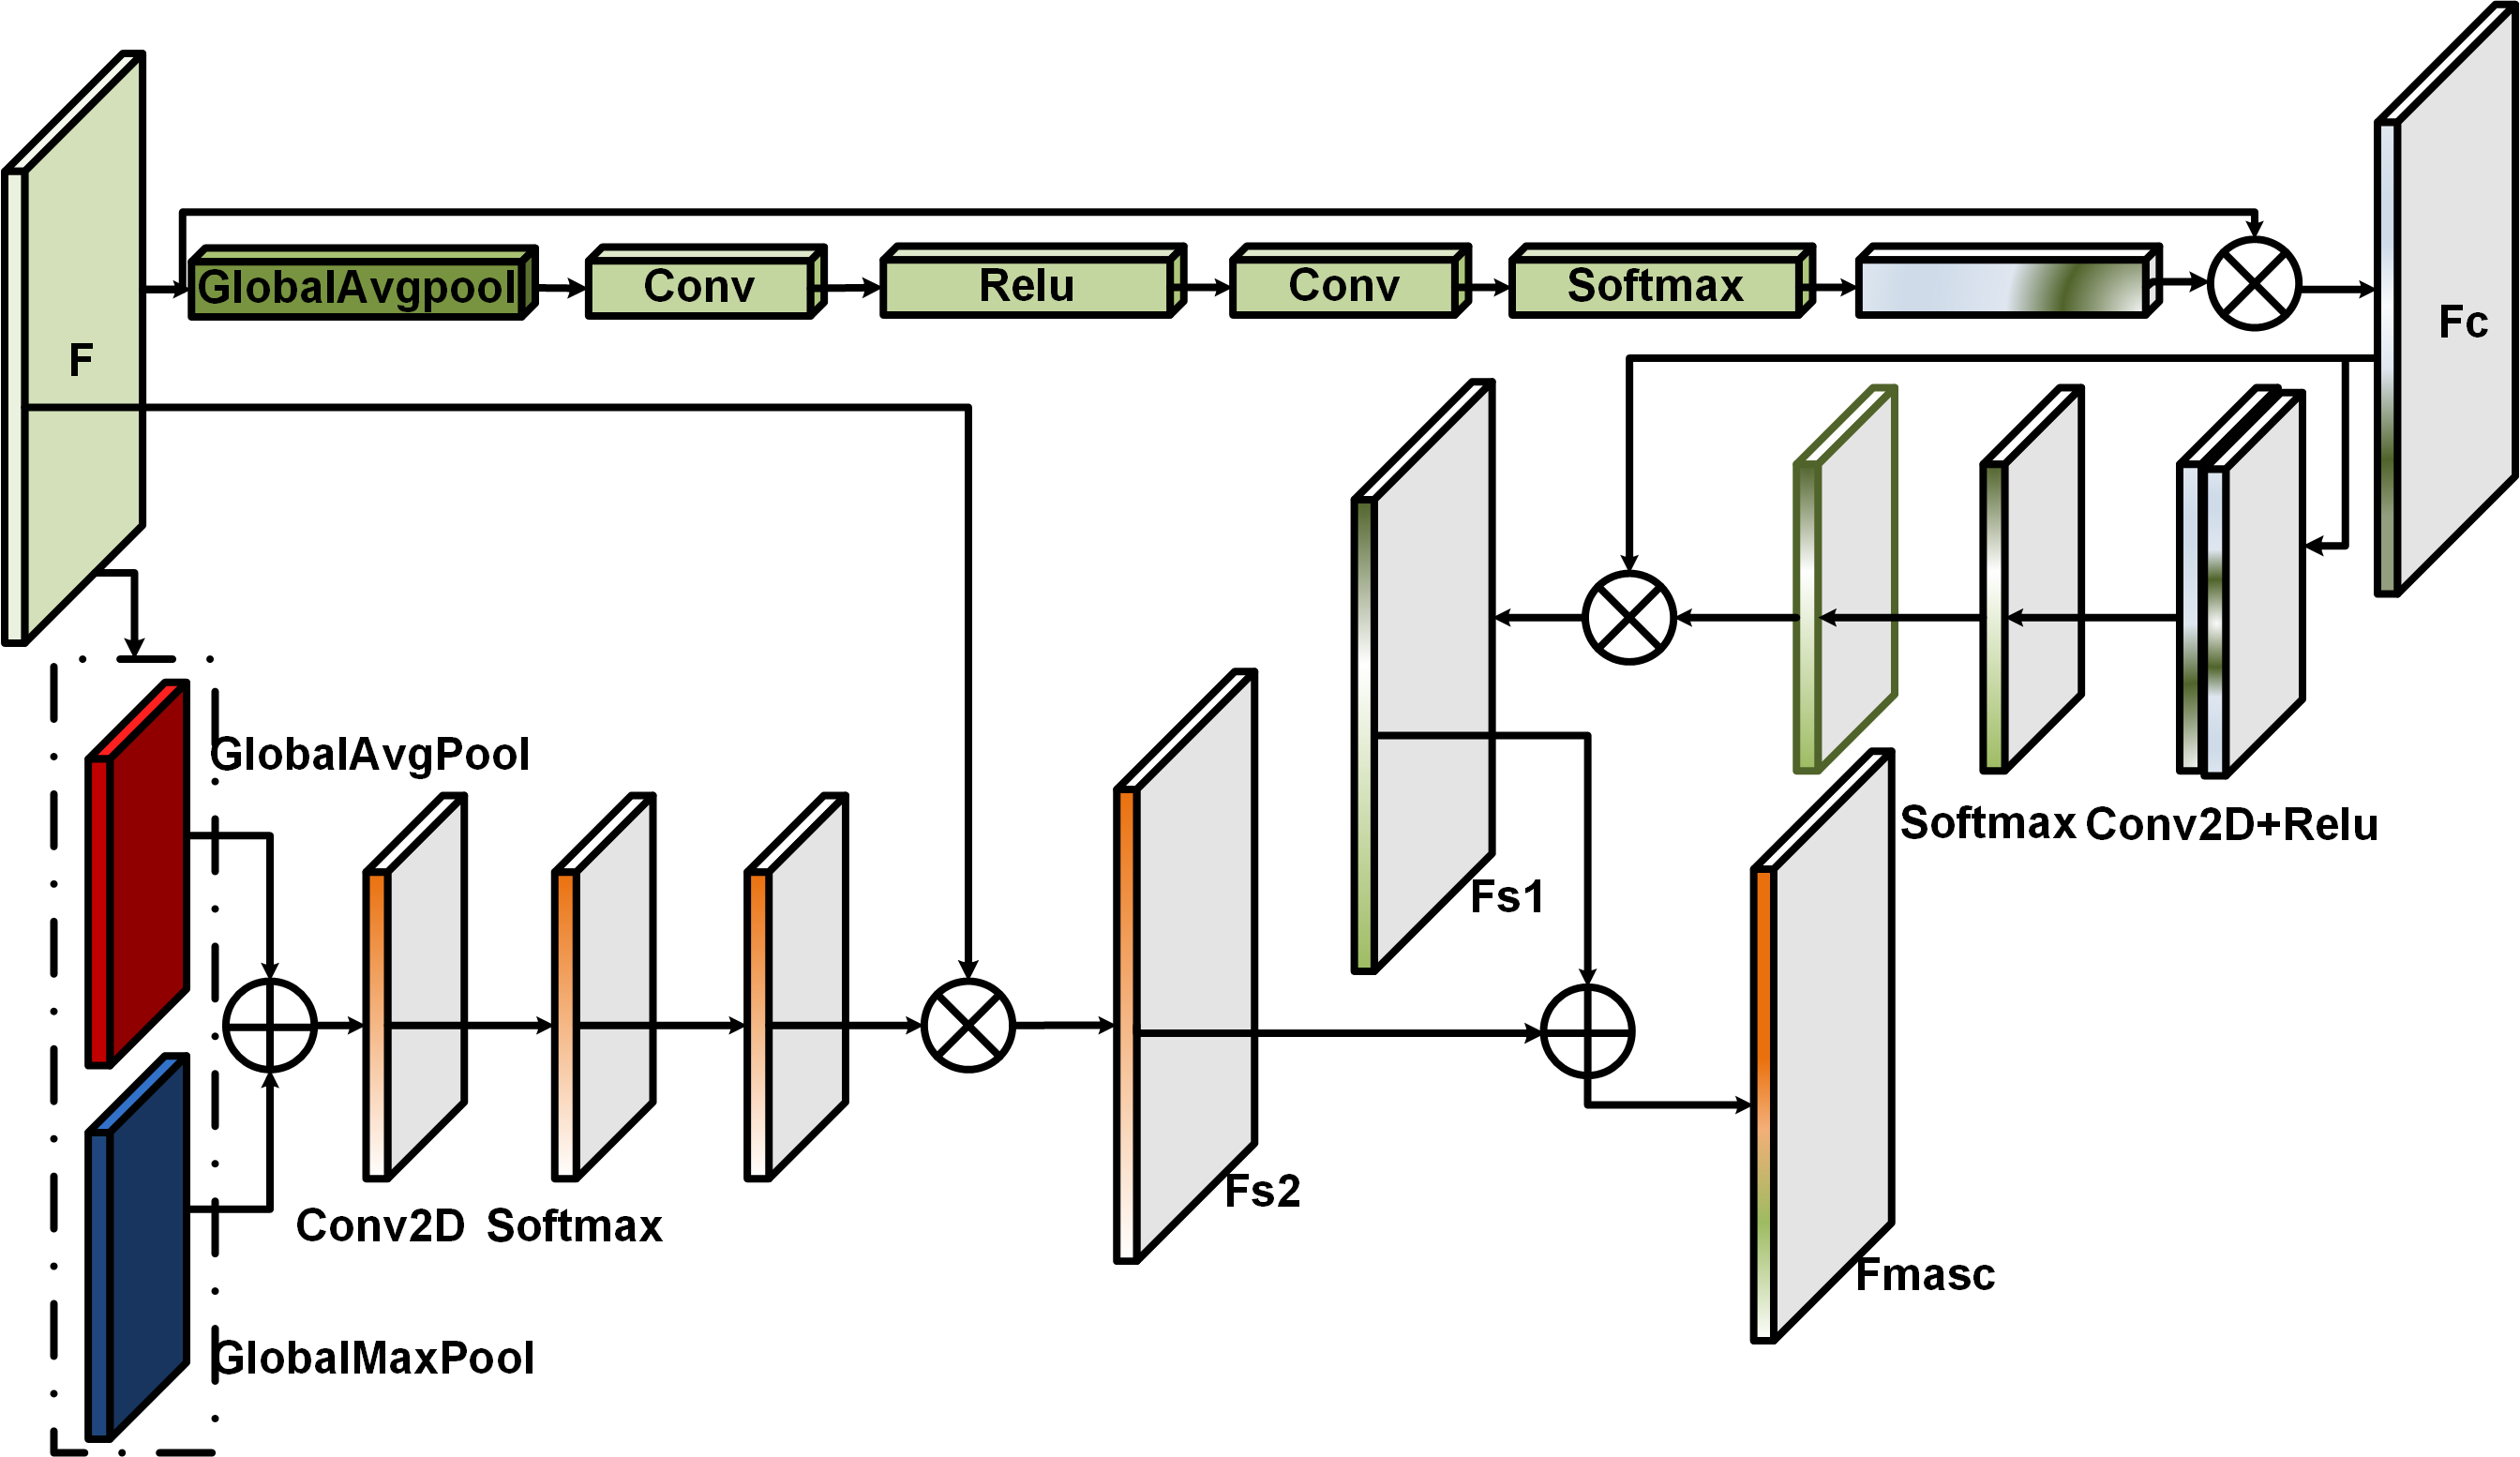 GlobalAvgpool
Conv
Relu
Conv
Softmax
F
Fc
GlobalAvgPool
Softmax
Conv2D+Relu
Fs1
Fs2
Conv2D
Softmax
Fmasc
GlobalMaxPool